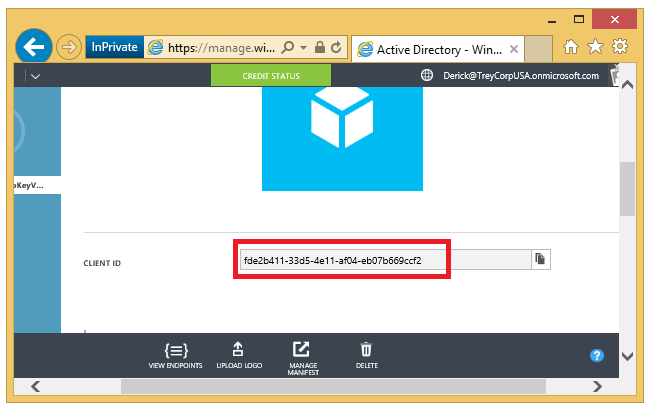 InPrivate
https://manage.wi...
Active Directory - Win...
CREDIT STATUS
Derick@TreyCorpUSA.onmicrosoft.com
oKeyV...
CLIENT ID
fde2b411-33d5-4e11-af04-eb07b669ccf2
VIEW ENDPOINTS
UPLOAD LOGO
MANAGE
MANIFEST
DELETE
?